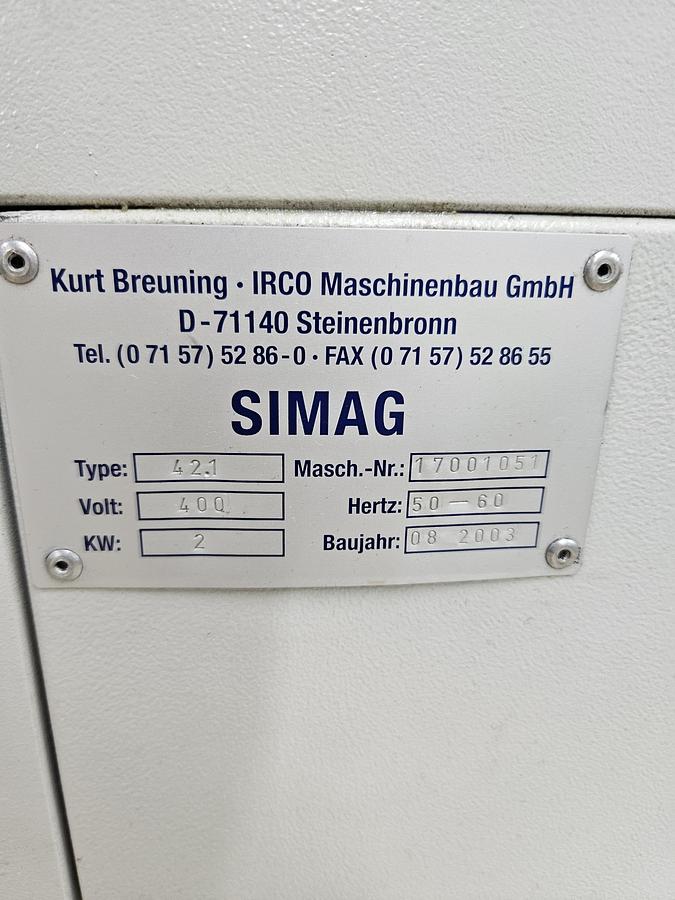 Kurt Breuning · IRCO Maschinenbau GmbH
D-71140 Steinenbronn
Tel. (0 71 57) 52 86-0 · FAX (0 71 57) 52 86 55
SIMAG
Type: 421 Masch.-Nr.: 17001051
Volt: 400 Hertz: 50 — 60
KW: 2 Baujahr: 08 2003